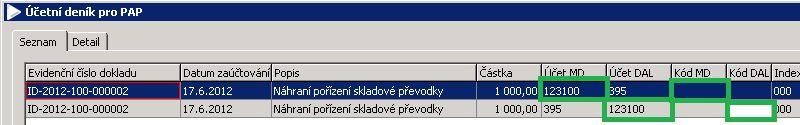 Účetní deník pro PAP
Seznam Detail
Evidenční číslo dokladu Datum zaúčtování Popis Částka Účet MD Účet DAL Kód MD Kód DAL Index
ID-2012-100-000002 17.6.2012 Náhraní pořízení skladové převodky 1 000,00 123100 395 000
ID-2012-100-000002 17.6.2012 Náhraní pořízení skladové převodky 1 000,00 395 123100 000